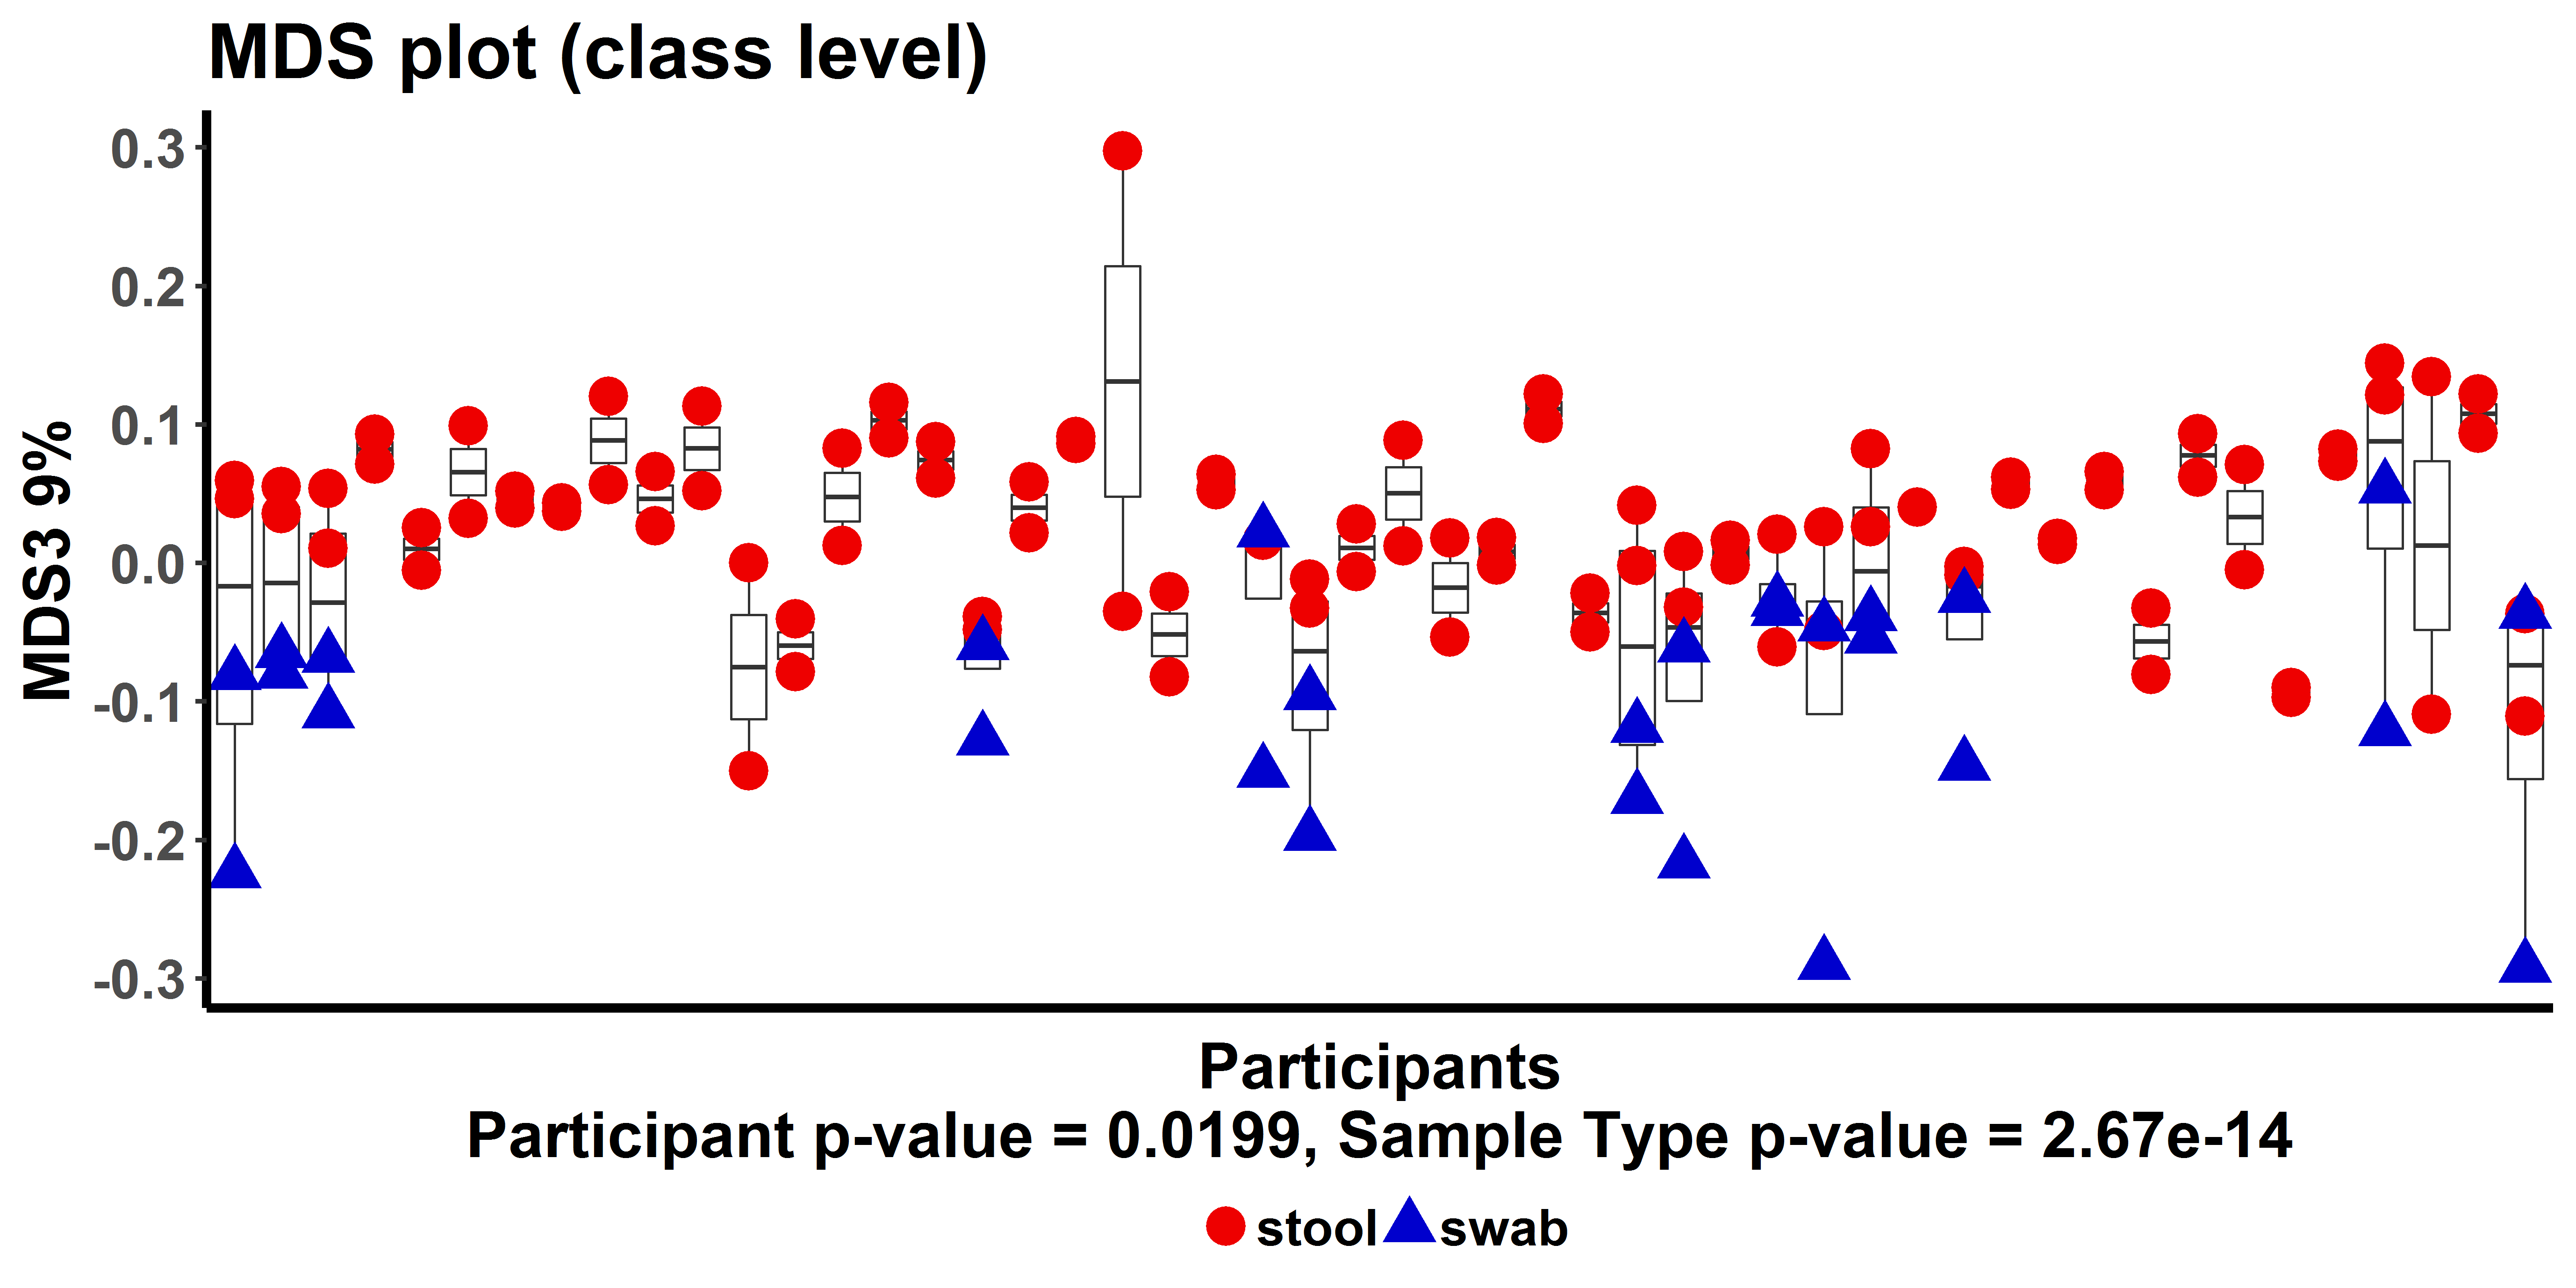 MDS plot (class level)
MDS3 9%
0.3
0.2
0.1
0.0
-0.1
-0.2
-0.3
Participants
Participant p-value = 0.0199, Sample Type p-value = 2.67e-14
stool swab